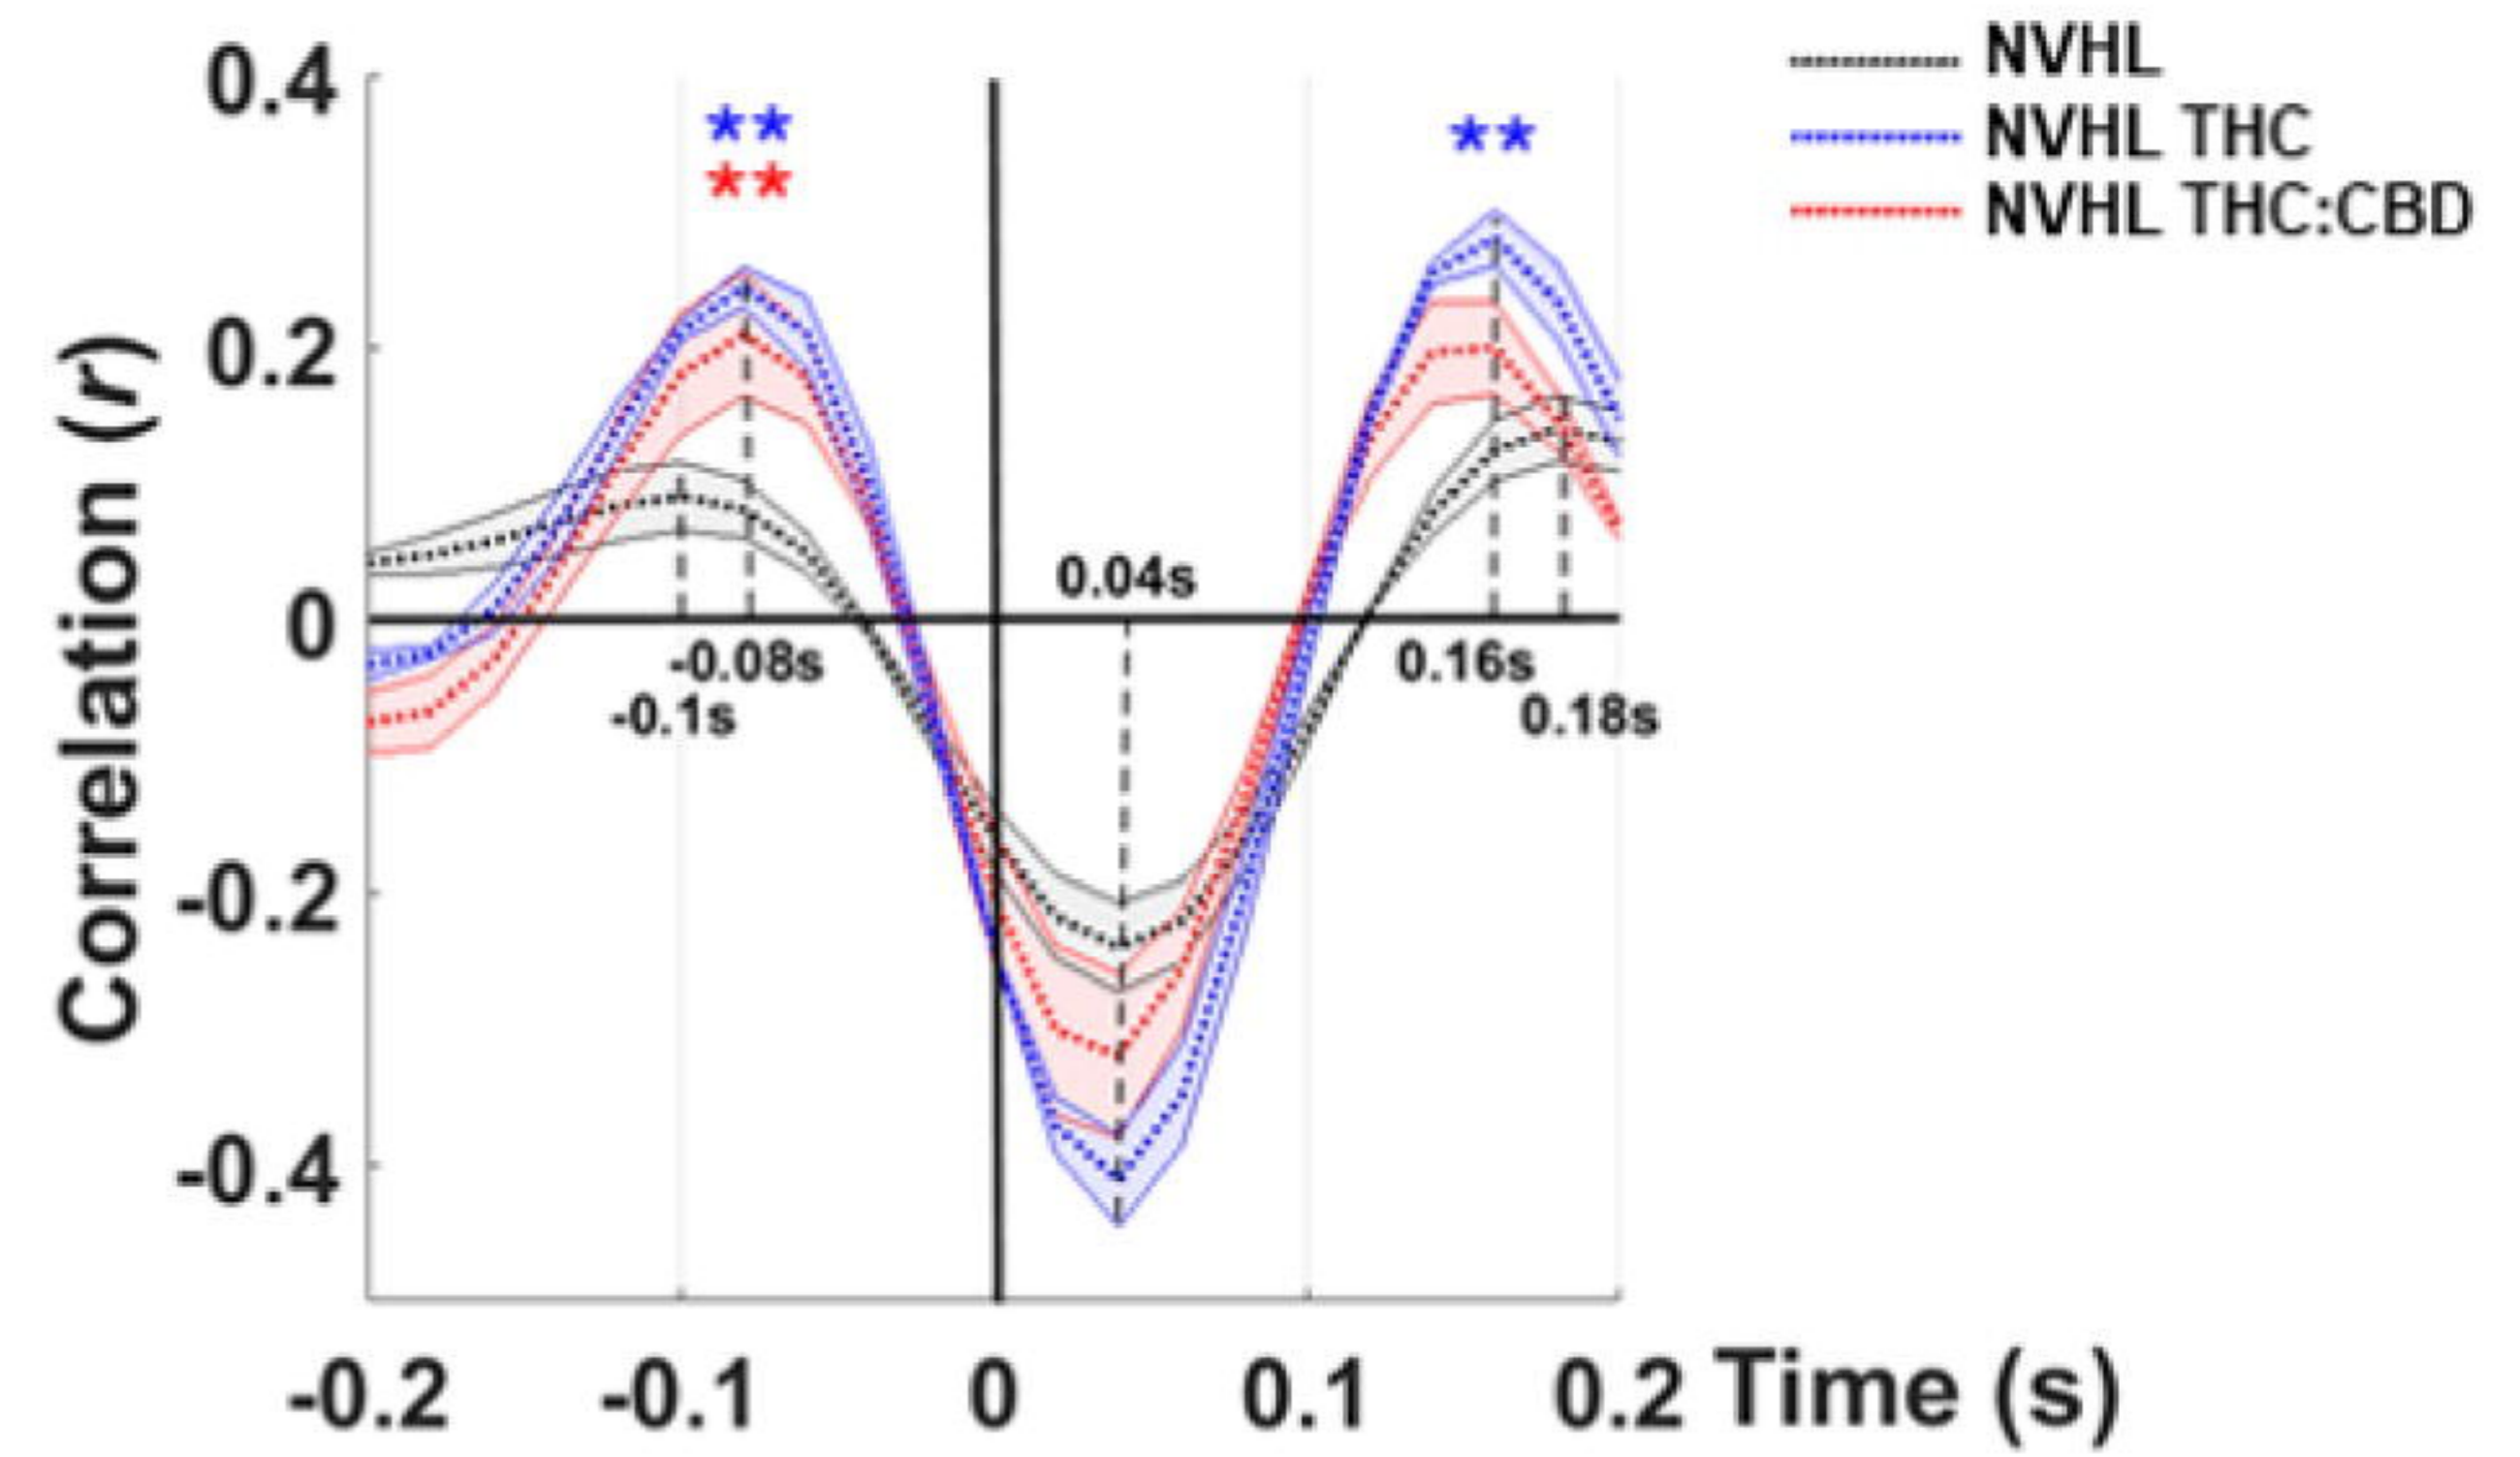 NVHL
NVHL THC
NVHL THC:CBD
Correlation (r)
0.4
0.2
0
-0.2
-0.4
**
**
**
0.04s
-0.08s
-0.1s
0.16s
0.18s
-0.2 -0.1 0 0.1 0.2 Time (s)